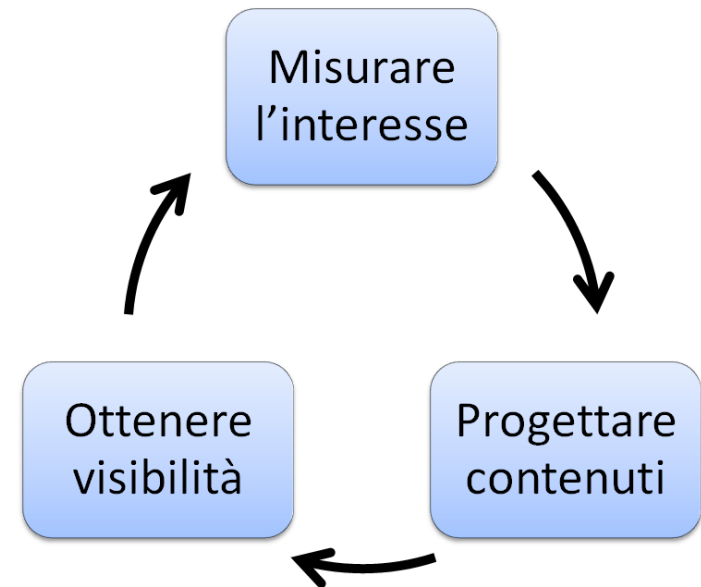 Misurare
l’interesse
Progettare
contenuti
Ottenere
visibilità